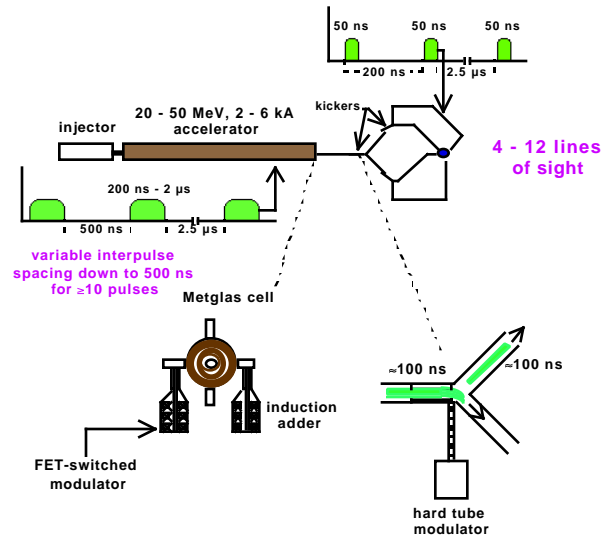 50 ns
50 ns
50 ns
200 ns
2.5 µs
kickers
20 - 50 MeV, 2 - 6 kA
accelerator
injector
4 - 12 lines
of sight
200 ns - 2 µs
500 ns
2.5 µs
variable interpulse
spacing down to 500 ns
for ≥10 pulses
Metglas cell
≈100 ns
≈100 ns
induction
adder
FET-switched
modulator
hard tube
modulator